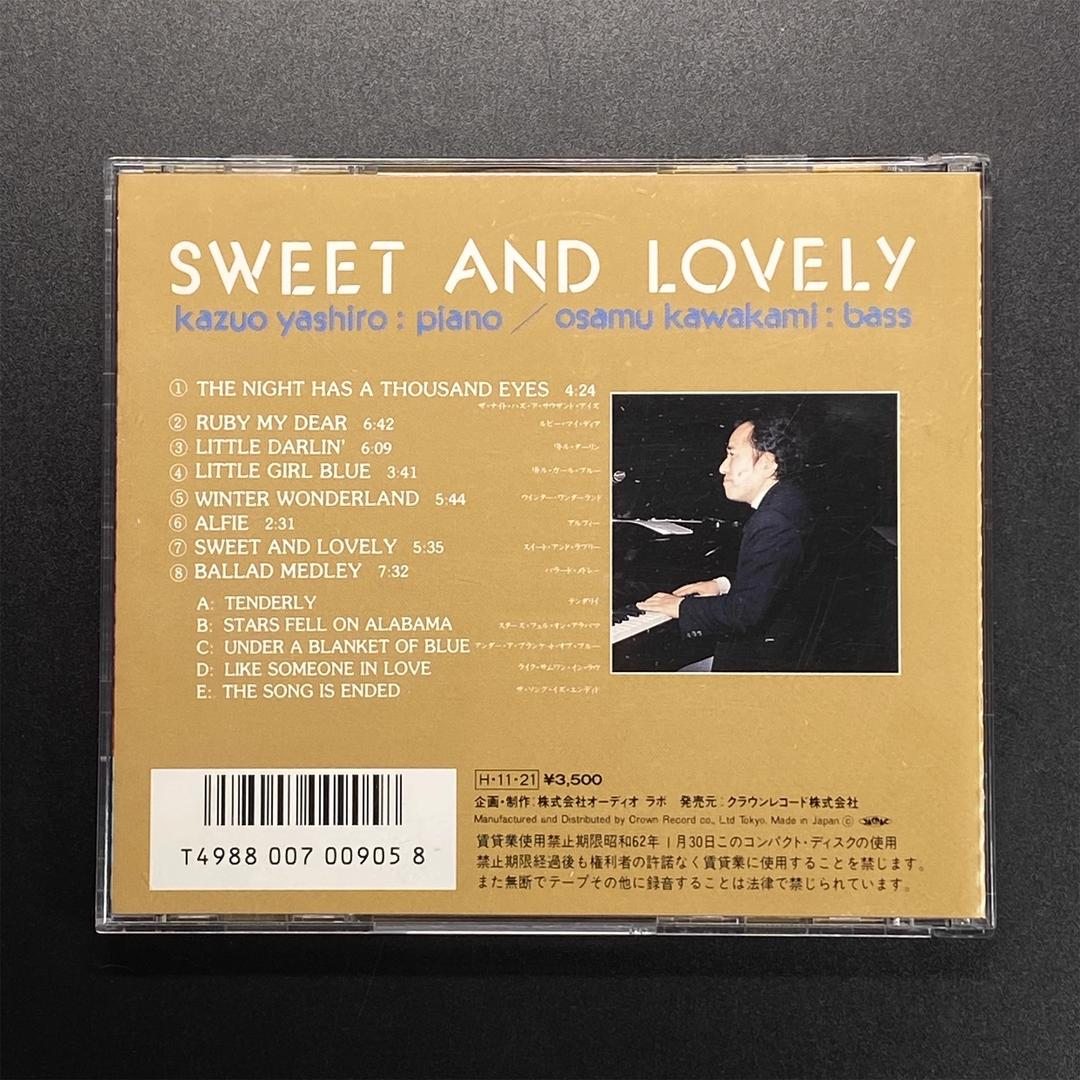 SWEET AND LOVELY
kazuo yashiro : piano / osamu kawakami : bass
① THE NIGHT HAS A THOUSAND EYES 4:24
ザ・ナイト・ハズ・ア・サウザンド・アイズ
② RUBY MY DEAR 6:42 ルビー・マイ・ディア
③ LITTLE DARLIN' 6:09 リトル・ダーリン
④ LITTLE GIRL BLUE 3:41 リトル・ガール・ブルー
⑤ WINTER WONDERLAND 5:44 ウインター・ワンダーランド
⑥ ALFIE 2:31 アルフィー
⑦ SWEET AND LOVELY 5:35 スイート・アンド・ラブリー
⑧ BALLAD MEDLEY 7:32 バラード・メドレー
A: TENDERLY テンダリイ
B: STARS FELL ON ALABAMA スターズ・フェル・オン・アラバマ
C: UNDER A BLANKET OF BLUE アンダー・ア・ブランケット・オブ・ブルー
D: LIKE SOMEONE IN LOVE ライク・サムワン・イン・ラヴ
E: THE SONG IS ENDED ザ・ソング・イズ・エンディド
T4988 007 00905 8
H・11・21 ¥3,500
企画・制作：株式会社オーディオ ラボ 発売元：クラウンレコード株式会社
Manufactured and Distributed by Crown Record co., Ltd Tokyo. Made in Japan ©
賃貸業使用禁止期限昭和62年1月30日このコンパクト・ディスクの使用
禁止期限経過後も権利者の許諾なく賃貸業に使用することを禁じます。
また無断でテープその他に録音することは法律で禁じられています。